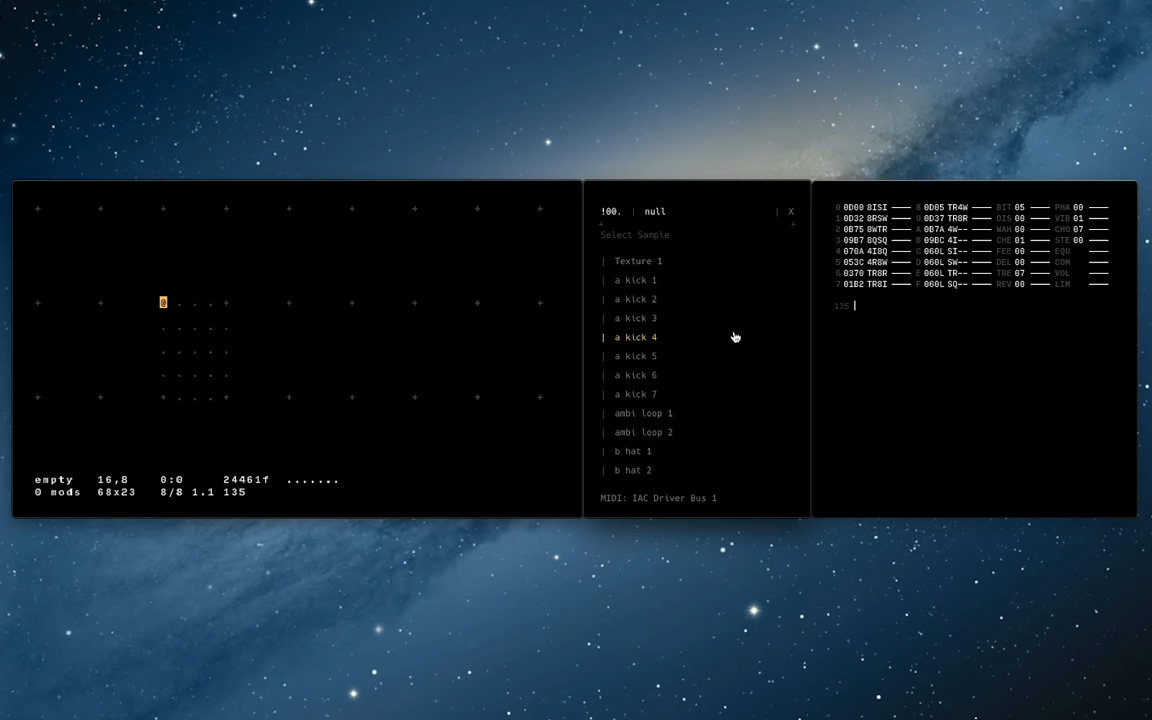 @
empty 16,8 0:0 24461f .......
0 mods 68x23 8/8 1.1 135
!00. | null | X
Select Sample
| Texture 1
| a kick 1
| a kick 2
| a kick 3
| a kick 4
| a kick 5
| a kick 6
| a kick 7
| ambi loop 1
| ambi loop 2
| b hat 1
| b hat 2
MIDI: IAC Driver Bus 1
0 0D00 8ISI 8 0D05 TR4W BIT 05 PHA 00
1 0D32 8RSW 9 0D37 TR8R DIS 00 VIB 01
2 0B75 8WTR A 0B7A 4W-- WAH 00 CHO 07
3 09B7 8QSQ B 09BC 4I-- CHE 01 STE 00
4 070A 4I8Q C 060L SI-- FEE 00 EQU
5 053C 4R8W D 060L SW-- DEL 00 COM
6 0370 TR8R E 060L TR-- TRE 07 VOL
7 01B2 TR8I F 060L SQ-- REV 00 LIM
135